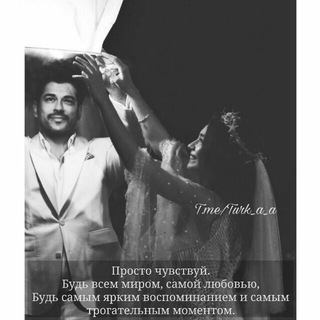 T.me/Turk_a_a
Просто чувствуй.
Будь всем миром, самой любовью,
Будь самым ярким воспоминанием и самым
трогательным моментом.